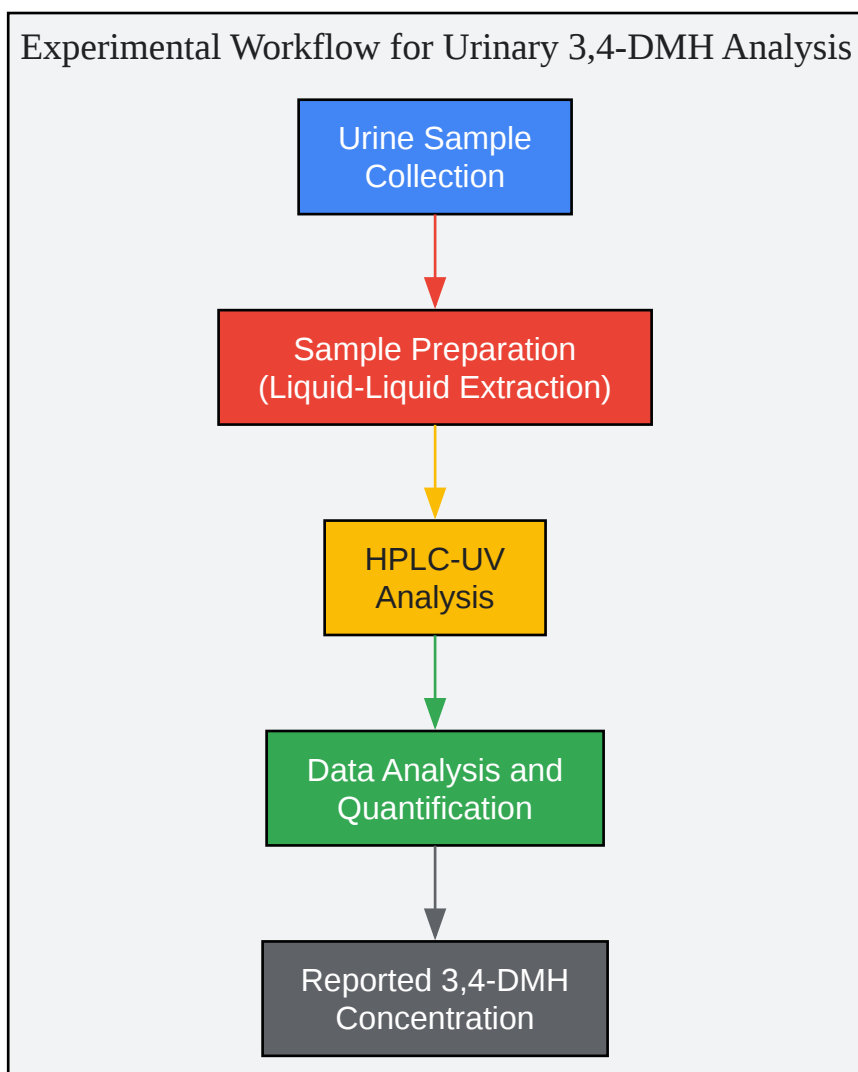 Experimental Workflow for Urinary 3,4-DMH Analysis
Urine Sample
Collection
Sample Preparation
(Liquid-Liquid Extraction)
HPLC-UV
Analysis
Data Analysis and
Quantification
Reported 3,4-DMH
Concentration